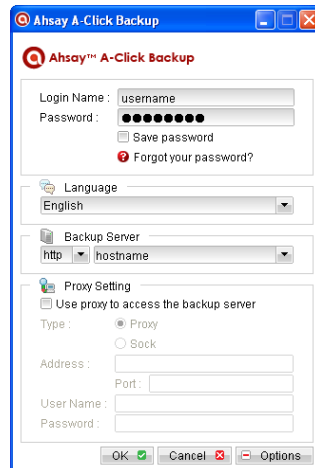 Ahsay A-Click Backup
Ahsay™ A-Click Backup
Login Name : username
Password : ●●●●●●●●
Save password
Forgot your password?
Language
English
Backup Server
http hostname
Proxy Setting
Use proxy to access the backup server
Type : Proxy
Sock
Address :
Port :
User Name :
Password :
OK Cancel Options